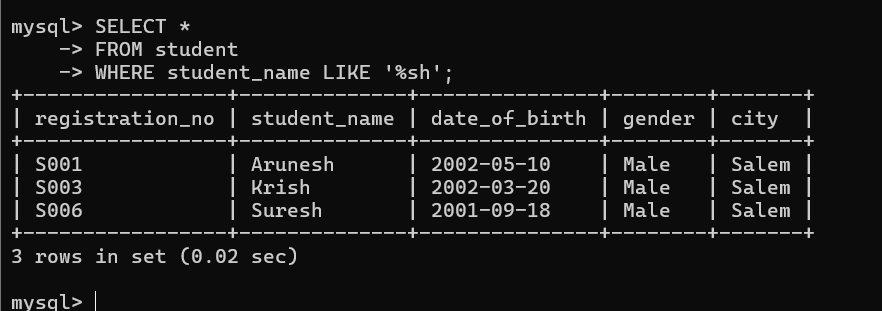 mysql> SELECT *
    -> FROM student
    -> WHERE student_name LIKE '%sh';
+-----------------+--------------+---------------+--------+-------+
| registration_no | student_name | date_of_birth | gender | city  |
+-----------------+--------------+---------------+--------+-------+
| S001            | Arunesh      | 2002-05-10    | Male   | Salem |
| S003            | Krish        | 2002-03-20    | Male   | Salem |
| S006            | Suresh       | 2001-09-18    | Male   | Salem |
+-----------------+--------------+---------------+--------+-------+
3 rows in set (0.02 sec)

mysql>